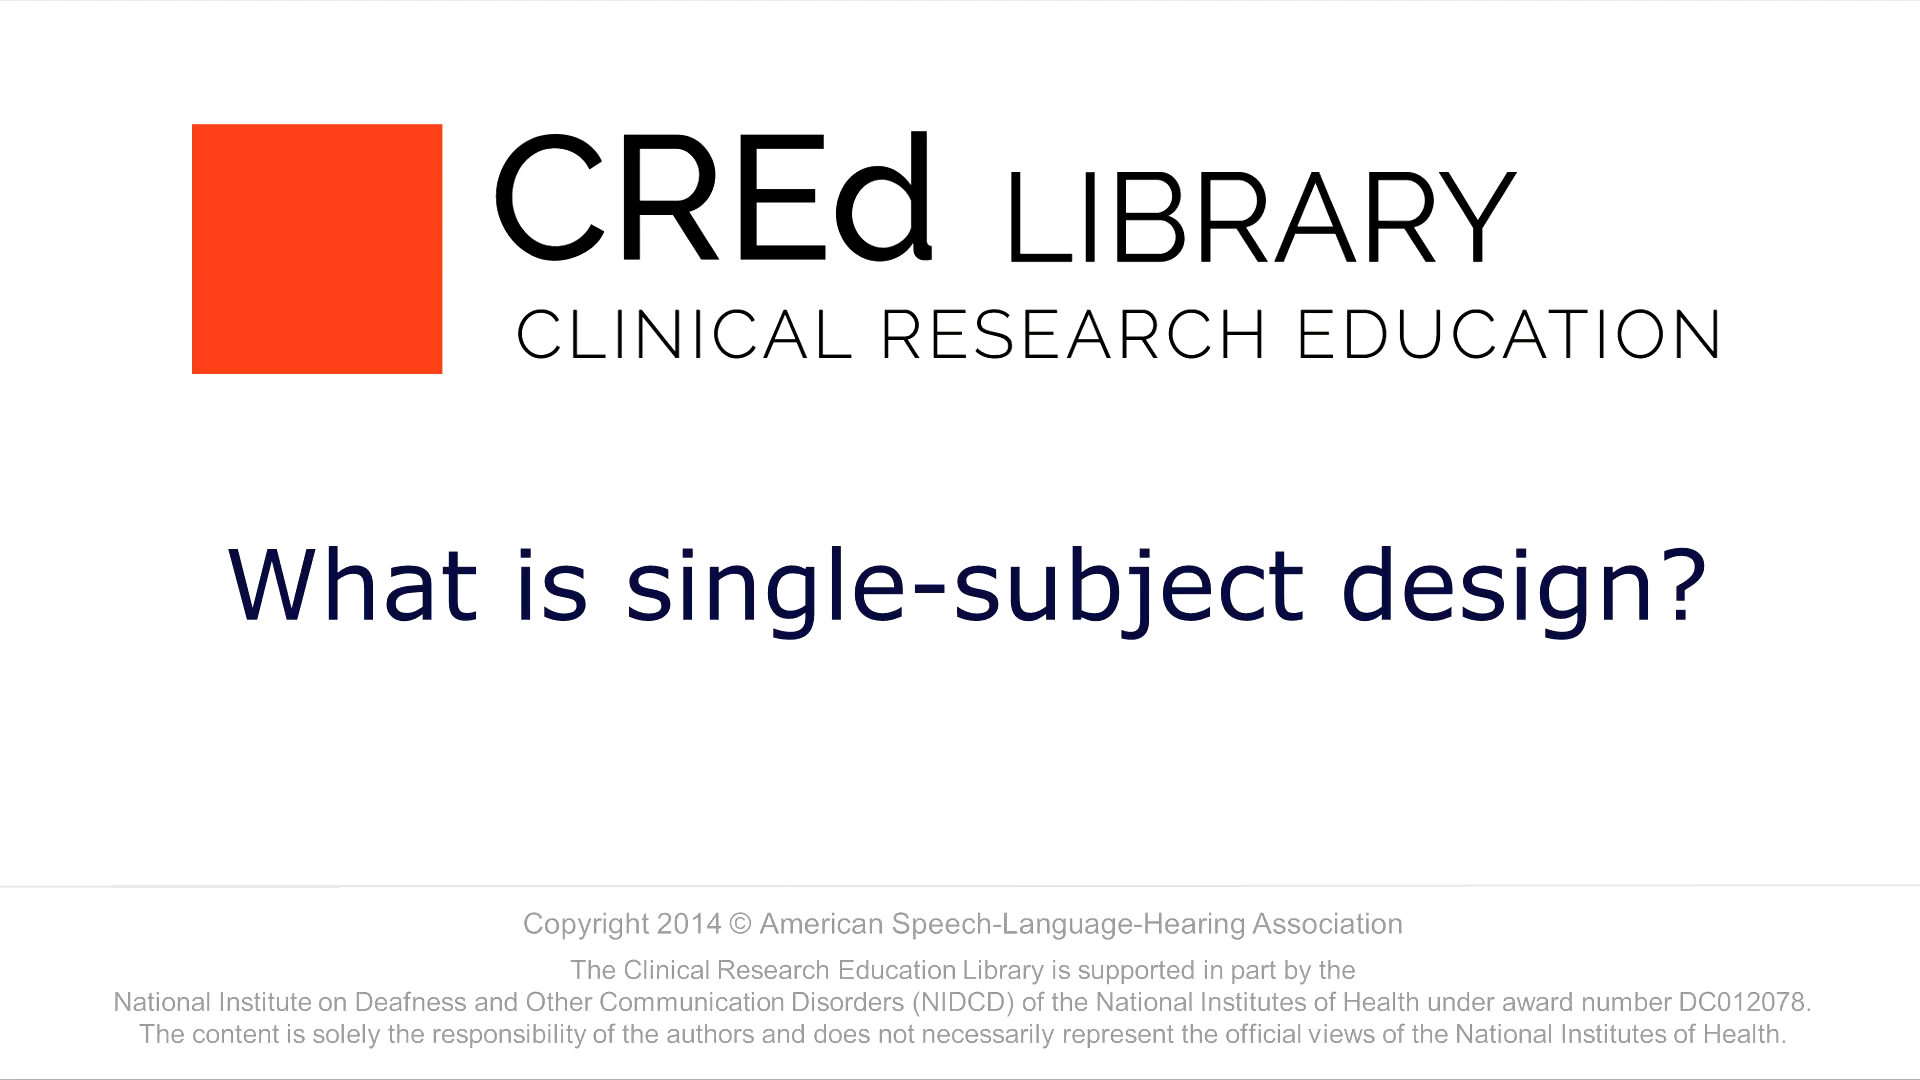 CREd LIBRARY
CLINICAL RESEARCH EDUCATION
What is single-subject design?
Copyright 2014 © American Speech-Language-Hearing Association
The Clinical Research Education Library is supported in part by the
National Institute on Deafness and Other Communication Disorders (NIDCD) of the National Institutes of Health under award number DC012078.
The content is solely the responsibility of the authors and does not necessarily represent the official views of the National Institutes of Health.